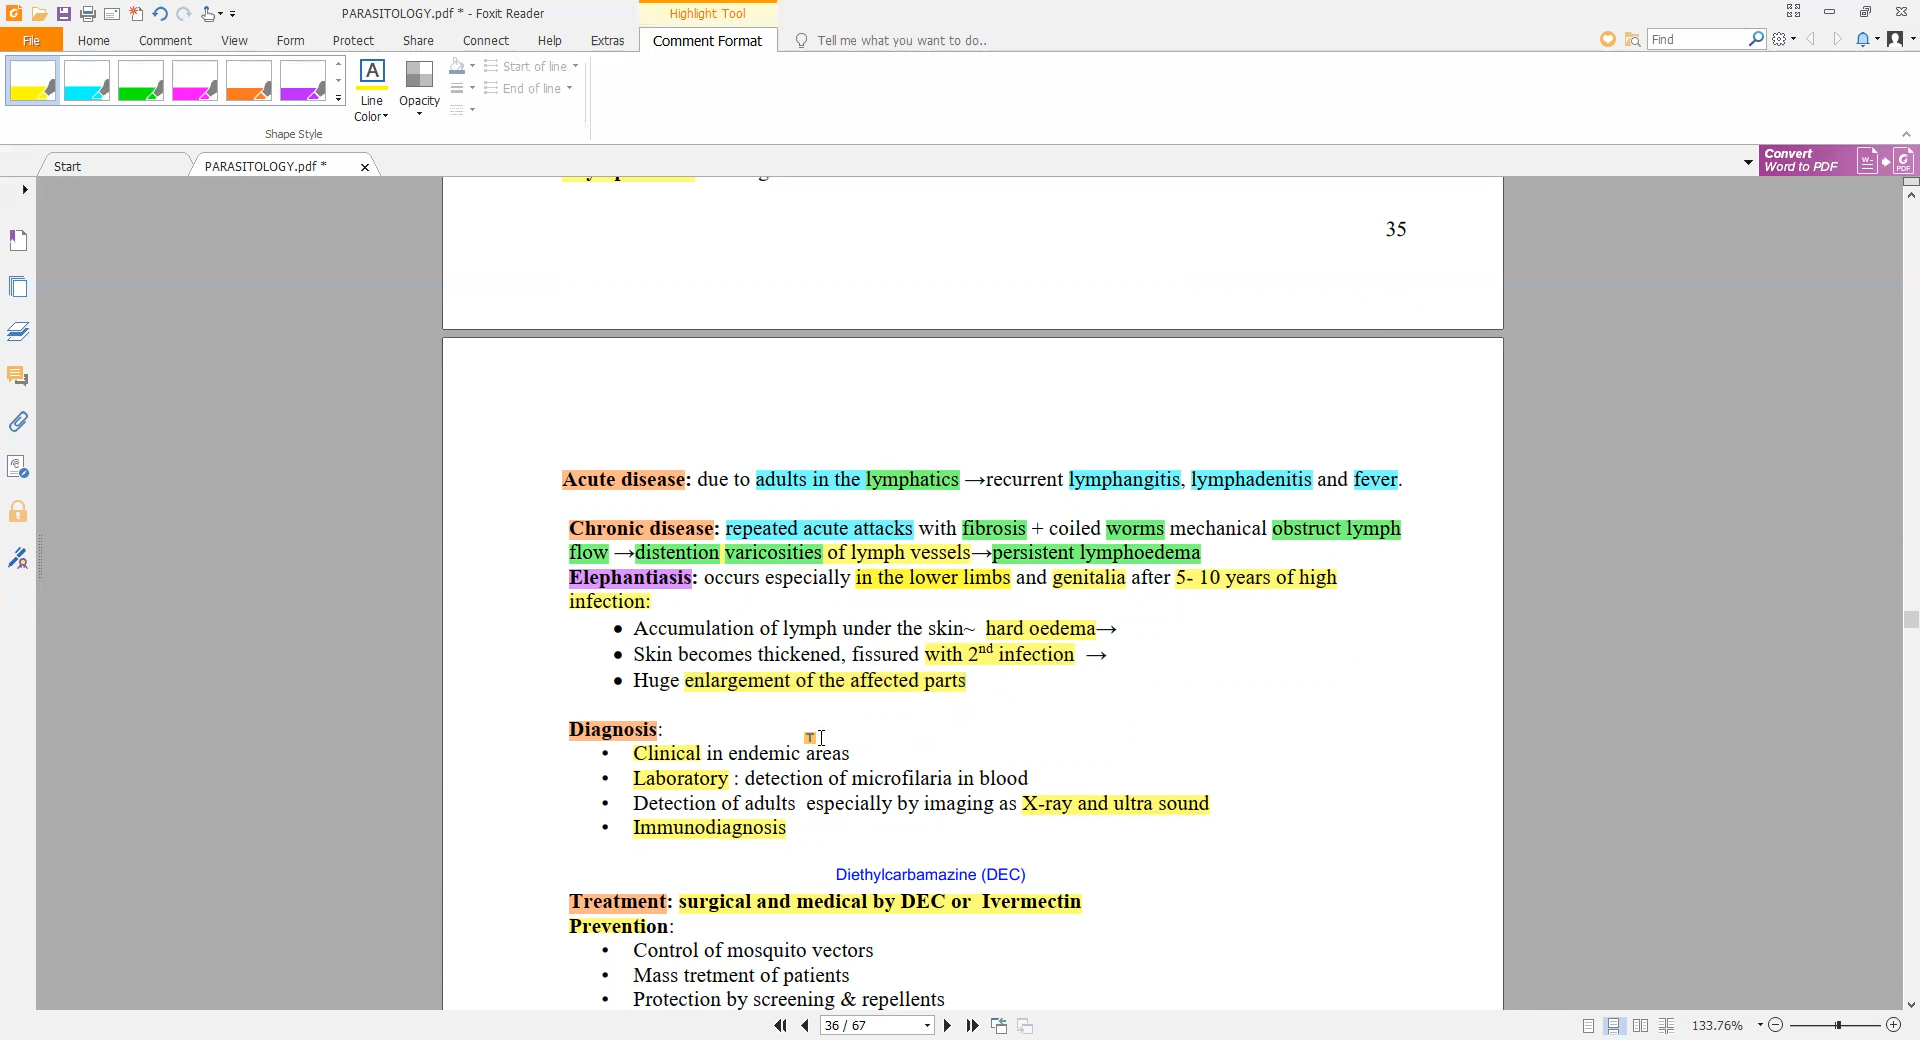 PARASITOLOGY.pdf * - Foxit Reader
Highlight Tool
File Home Comment View Form Protect Share Connect Help Extras Comment Format Tell me what you want to do.. Find
Line Color
Opacity
Start of line
End of line
Shape Style
Start
PARASITOLOGY.pdf *
Convert
Word to PDF
35
Acute disease: due to adults in the lymphatics →recurrent lymphangitis, lymphadenitis and fever.
Chronic disease: repeated acute attacks with fibrosis + coiled worms mechanical obstruct lymph
flow →distention varicosities of lymph vessels→persistent lymphoedema
Elephantiasis: occurs especially in the lower limbs and genitalia after 5- 10 years of high
infection:
• Accumulation of lymph under the skin~ hard oedema→
• Skin becomes thickened, fissured with 2nd infection →
• Huge enlargement of the affected parts
Diagnosis:
• Clinical in endemic areas
• Laboratory : detection of microfilaria in blood
• Detection of adults especially by imaging as X-ray and ultra sound
• Immunodiagnosis
Diethylcarbamazine (DEC)
Treatment: surgical and medical by DEC or Ivermectin
Prevention:
• Control of mosquito vectors
• Mass tretment of patients
• Protection by screening & repellents
36 / 67
133.76%